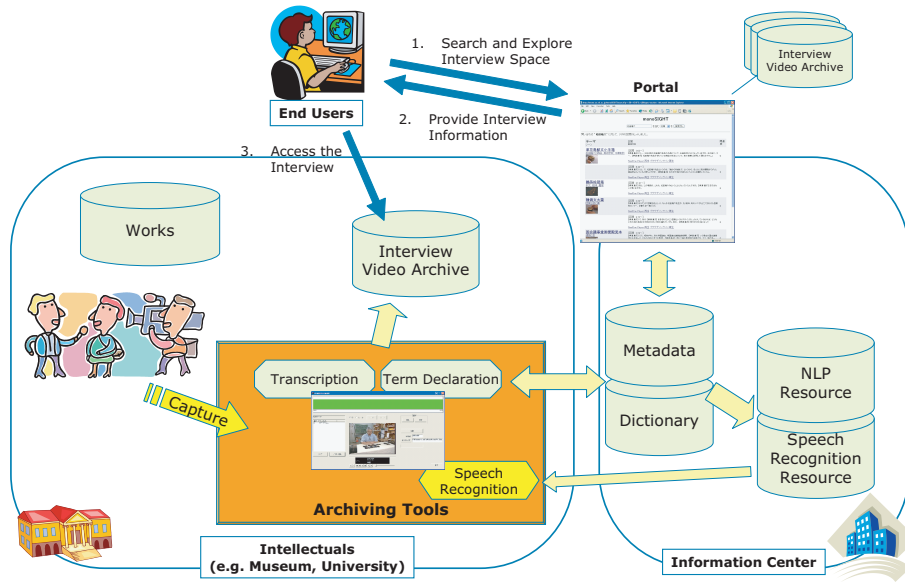 1. Search and Explore
Interview Space
Interview
Video Archive
Portal
End Users
2. Provide Interview
Information
moreSIGHT
3. Access the
Interview
Works
Interview
Video Archive
Metadata
NLP
Resource
Transcription
Term Declaration
Dictionary
Capture
Speech
Recognition
Resource
Speech
Recognition
Archiving Tools
Intellectuals
(e.g. Museum, University)
Information Center